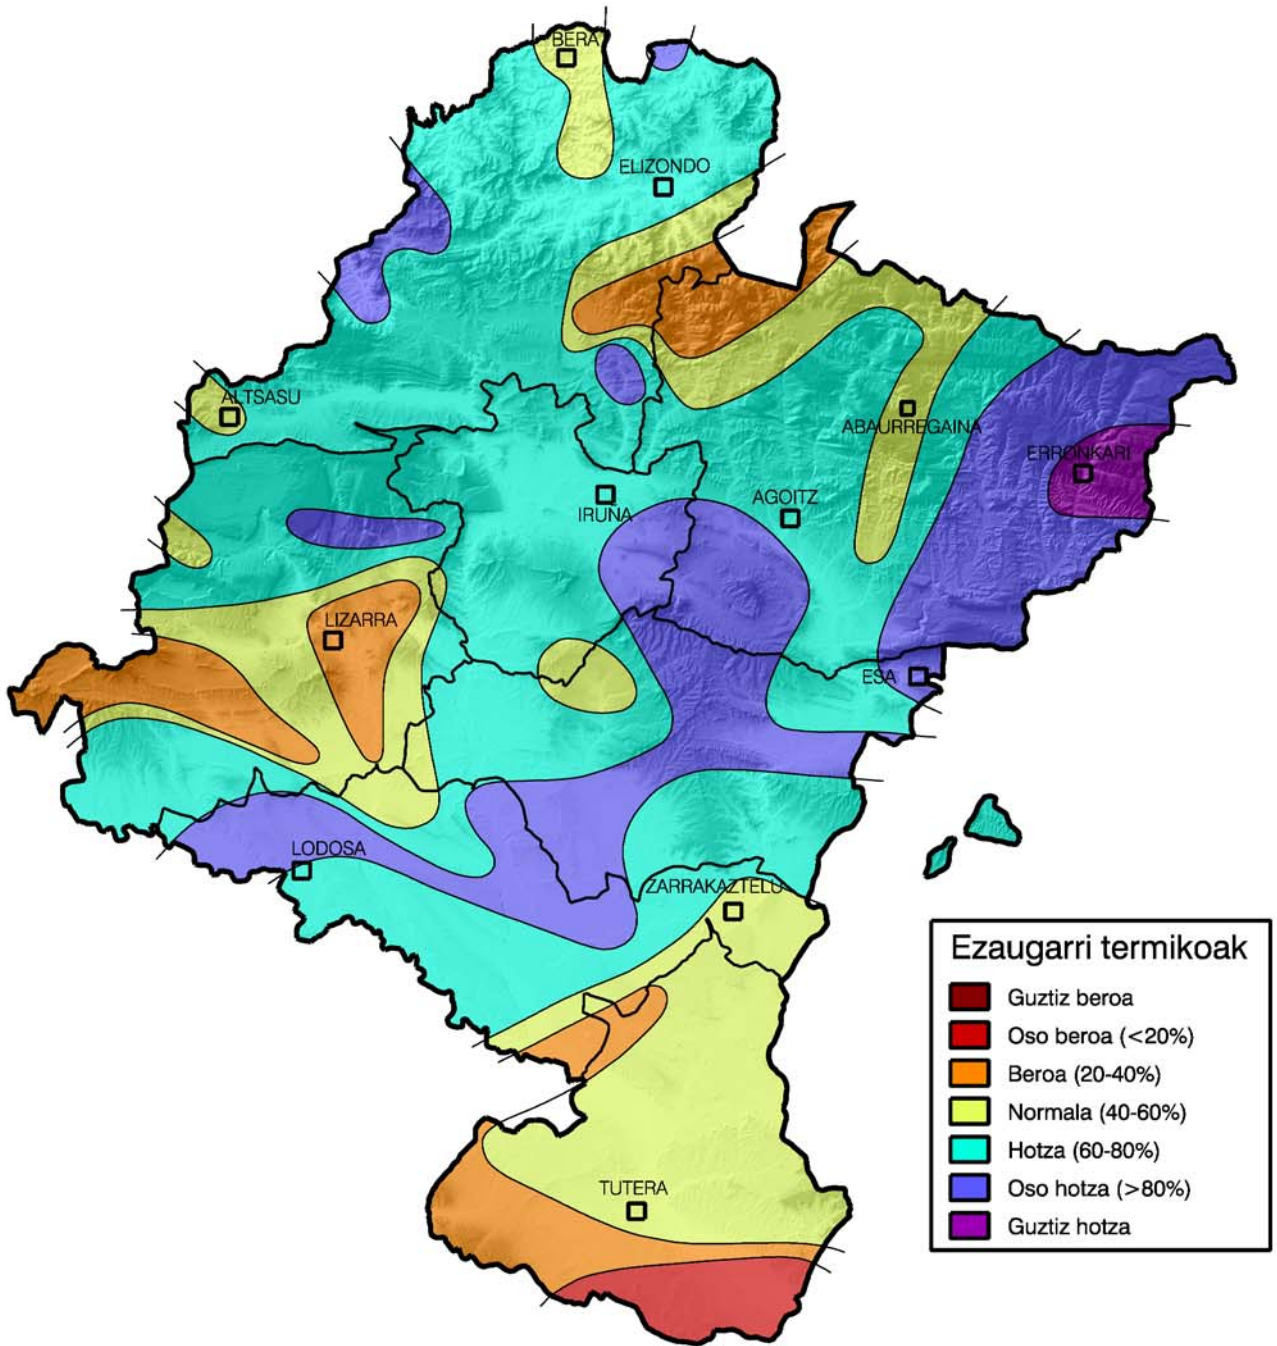 BERA
ELIZONDO
ALTSASU
ABAURREGAINA
ERRONKARI
IRUNA
AGOITZ
LIZARRA
ESA
LODOSA
ZARRAKAZTELU
TUTERA
Ezaugarri termikoak
Guztiz beroa
Oso beroa (<20%)
Beroa (20-40%)
Normala (40-60%)
Hotza (60-80%)
Oso hotza (>80%)
Guztiz hotza